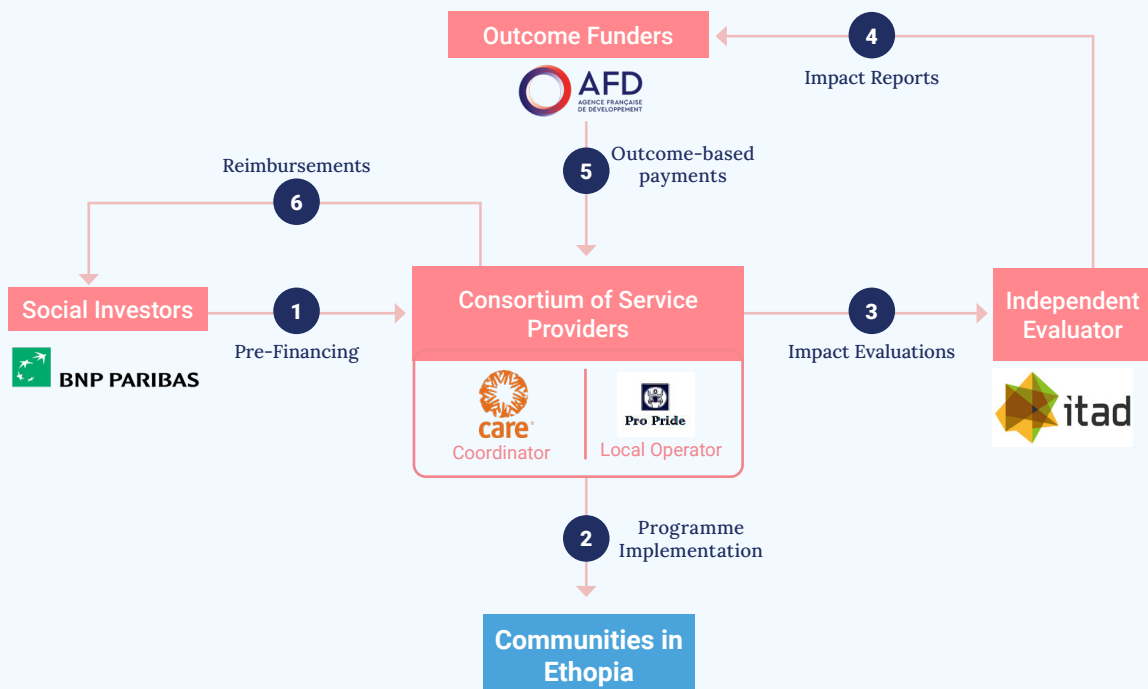 Outcome Funders
4
AFD
AGENCE FRANÇAISE
DE DÉVELOPPEMENT
Impact Reports
Reimbursements
5
Outcome-based
payments
6
Social Investors
1
Consortium of Service
Providers
3
Independent
Evaluator
BNP PARIBAS
Pre-Financing
Impact Evaluations
care®
Coordinator
Pro Pride
Local Operator
itad
2
Programme
Implementation
Communities in
Ethopia